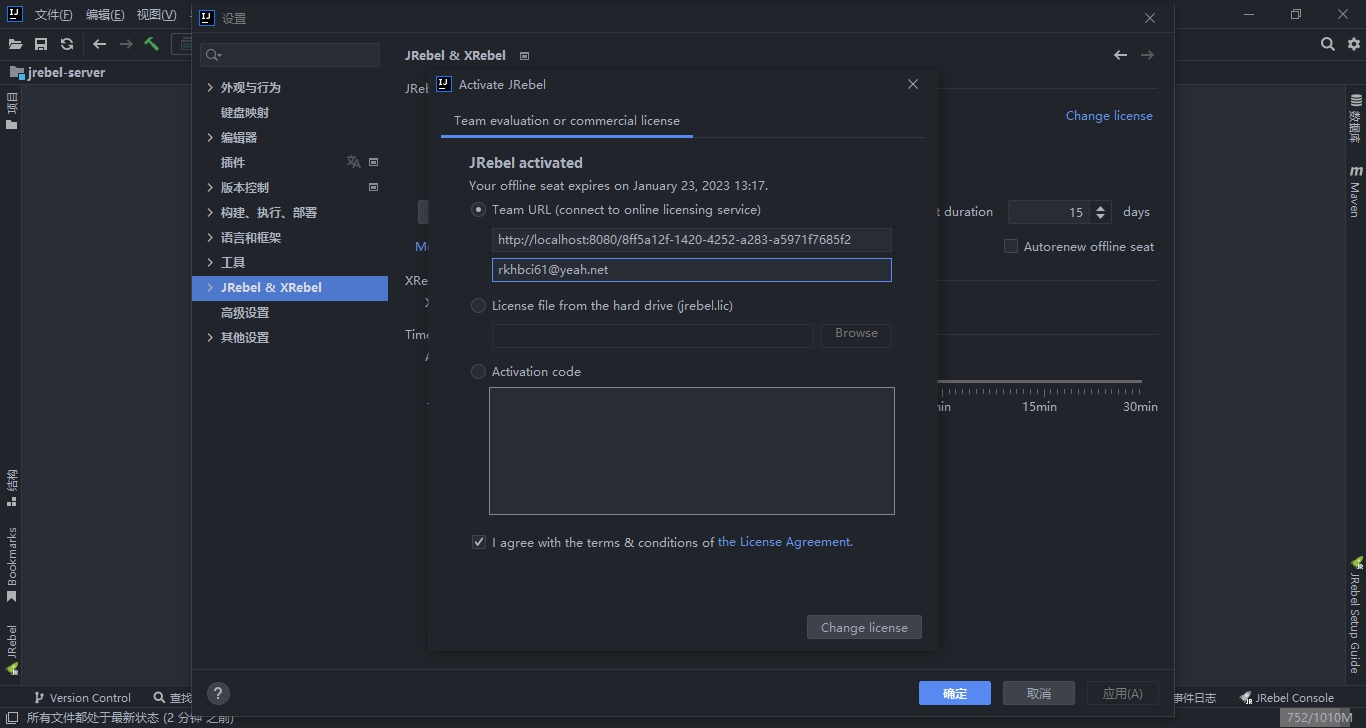 文件(F) 编辑(E) 视图(V)
设置
jrebel-server
项目
结构
Bookmarks
JRebel
外观与行为
键盘映射
编辑器
插件
版本控制
构建、执行、部署
语言和框架
工具
JRebel & XRebel
高级设置
其他设置
JRebel & XRebel
JRe
Change license
t duration 15 days
M
Autorenew offline seat
XRe
Time
15min
30min
Activate JRebel
Team evaluation or commercial license
JRebel activated
Your offline seat expires on January 23, 2023 13:17.
Team URL (connect to online licensing service)
http://localhost:8080/8ff5a12f-1420-4252-a283-a5971f7685f2
rkhbci61@yeah.net
License file from the hard drive (jrebel.lic)
Browse
Activation code
I agree with the terms & conditions of the License Agreement.
Change license
? 确定 取消 应用(A)
数据库
m Maven
JRebel Setup Guide
Version Control 查找 事件日志 JRebel Console
所有文件都处于最新状态 (2 分钟 之前) 752/1010M